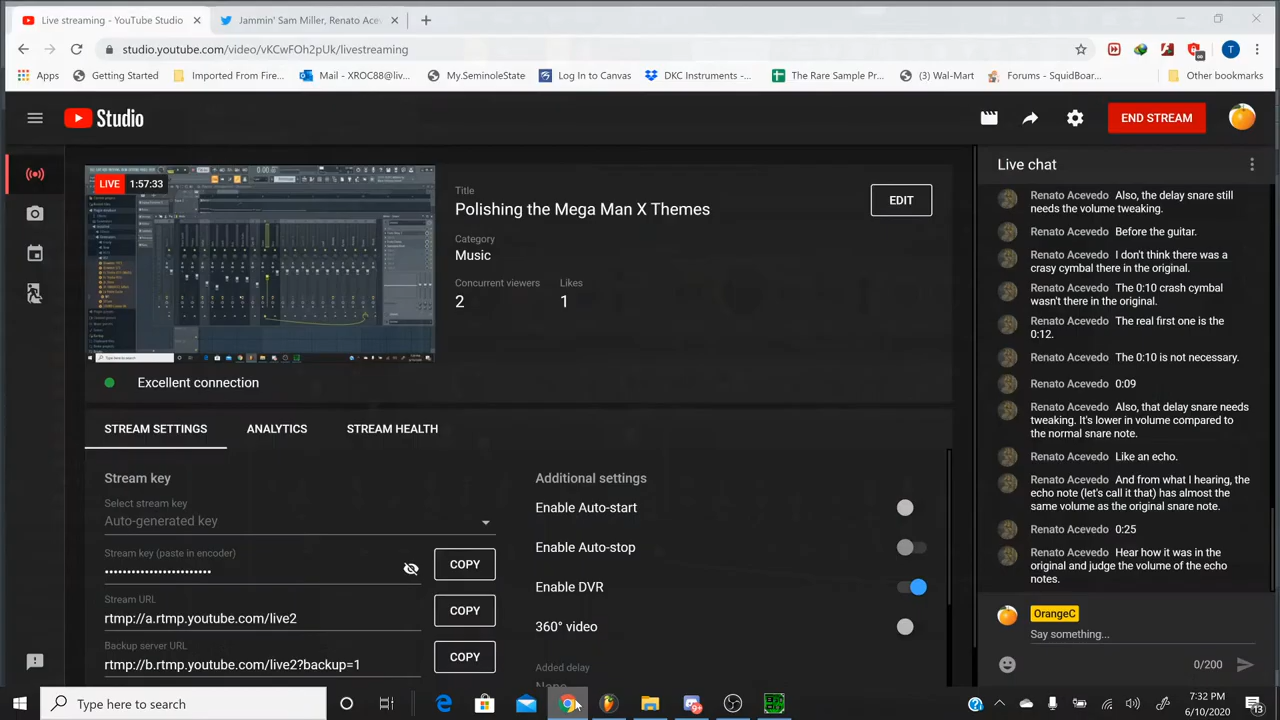 Live streaming - YouTube Studio
Jammin' Sam Miller, Renato Acev
studio.youtube.com/video/vKCwFOh2pUk/livestreaming
T
Apps
Getting Started
Imported From Fire...
Mail - XROC88@liv...
My.SeminoleState
Log In to Canvas
DKC Instruments -...
The Rare Sample Pr...
(3) Wal-Mart
Forums - SquidBoar...
Other bookmarks
Studio
END STREAM
LIVE 1:57:33
Title
Polishing the Mega Man X Themes
EDIT
Category
Music
Concurrent viewers
Likes
2
1
Excellent connection
STREAM SETTINGS
ANALYTICS
STREAM HEALTH
Stream key
Select stream key
Auto-generated key
Stream key (paste in encoder)
••••••••••••••••••••••••
COPY
Stream URL
rtmp://a.rtmp.youtube.com/live2
COPY
Backup server URL
rtmp://b.rtmp.youtube.com/live2?backup=1
COPY
Additional settings
Enable Auto-start
Enable Auto-stop
Enable DVR
360° video
Added delay
Live chat
Renato Acevedo Also, the delay snare still
needs the volume tweaking.
Renato Acevedo Before the guitar.
Renato Acevedo I don't think there was a
crasy cymbal there in the original.
Renato Acevedo The 0:10 crash cymbal
wasn't there in the original.
Renato Acevedo The real first one is the
0:12.
Renato Acevedo The 0:10 is not necessary.
Renato Acevedo 0:09
Renato Acevedo Also, that delay snare needs
tweaking. It's lower in volume compared to
the normal snare note.
Renato Acevedo Like an echo.
Renato Acevedo And from what I hearing, the
echo note (let's call it that) has almost the
same volume as the original snare note.
Renato Acevedo 0:25
Renato Acevedo Hear how it was in the
original and judge the volume of the echo
notes.
OrangeC
Say something...
0/200
Type here to search
7:32 PM
6/10/2020
13